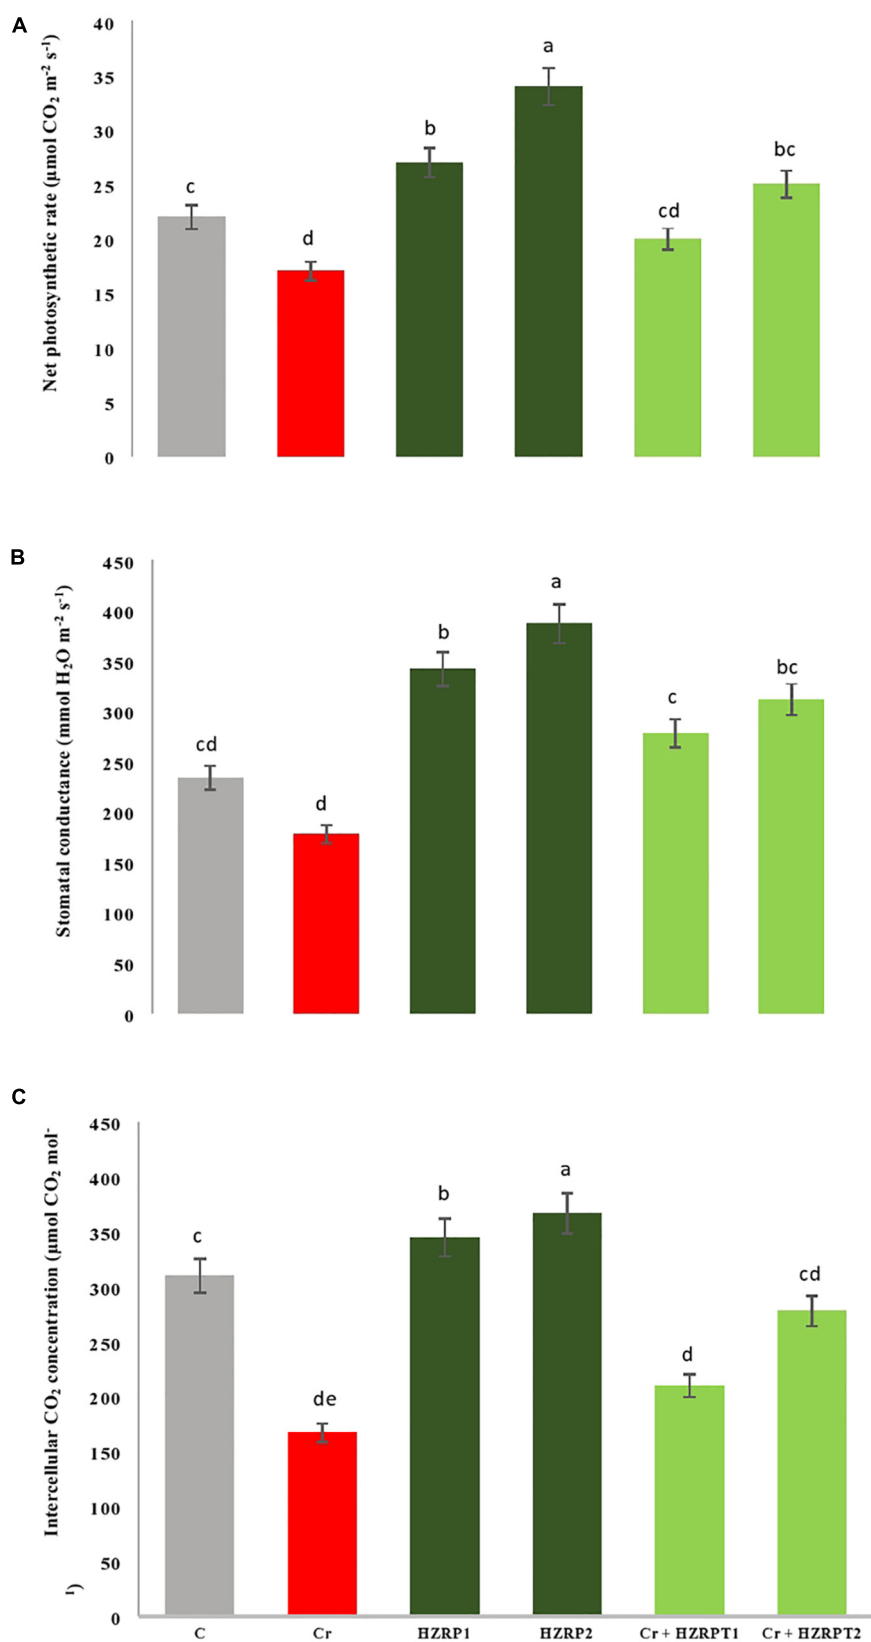 A
Net photosynthetic rate (µmol CO₂ m⁻² s⁻¹)
40
35
30
25
20
15
10
5
0
c
d
b
a
cd
bc
B
Stomatal conductance (mmol H₂O m⁻² s⁻¹)
450
400
350
300
250
200
150
100
50
0
cd
d
b
a
c
bc
C
Intercellular CO₂ concentration (µmol CO₂ mol⁻
¹)
450
400
350
300
250
200
150
100
50
0
c
de
b
a
d
cd
C Cr HZRP1 HZRP2 Cr + HZRPT1 Cr + HZRPT2